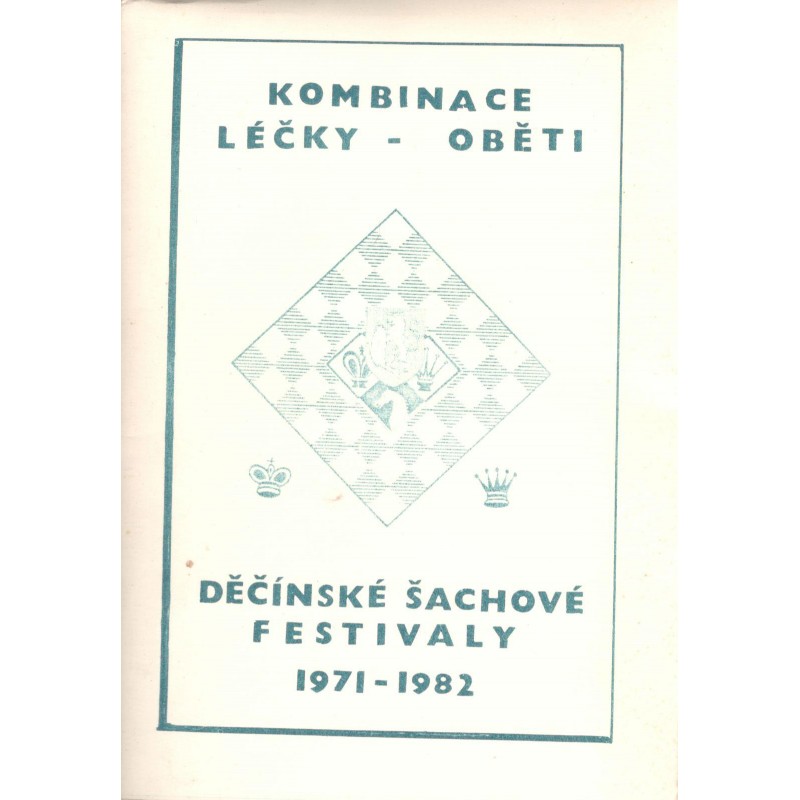 KOMBINACE
LÉČKY - OBĚTI
DĚČÍNSKÉ ŠACHOVÉ
FESTIVALY
1971-1982